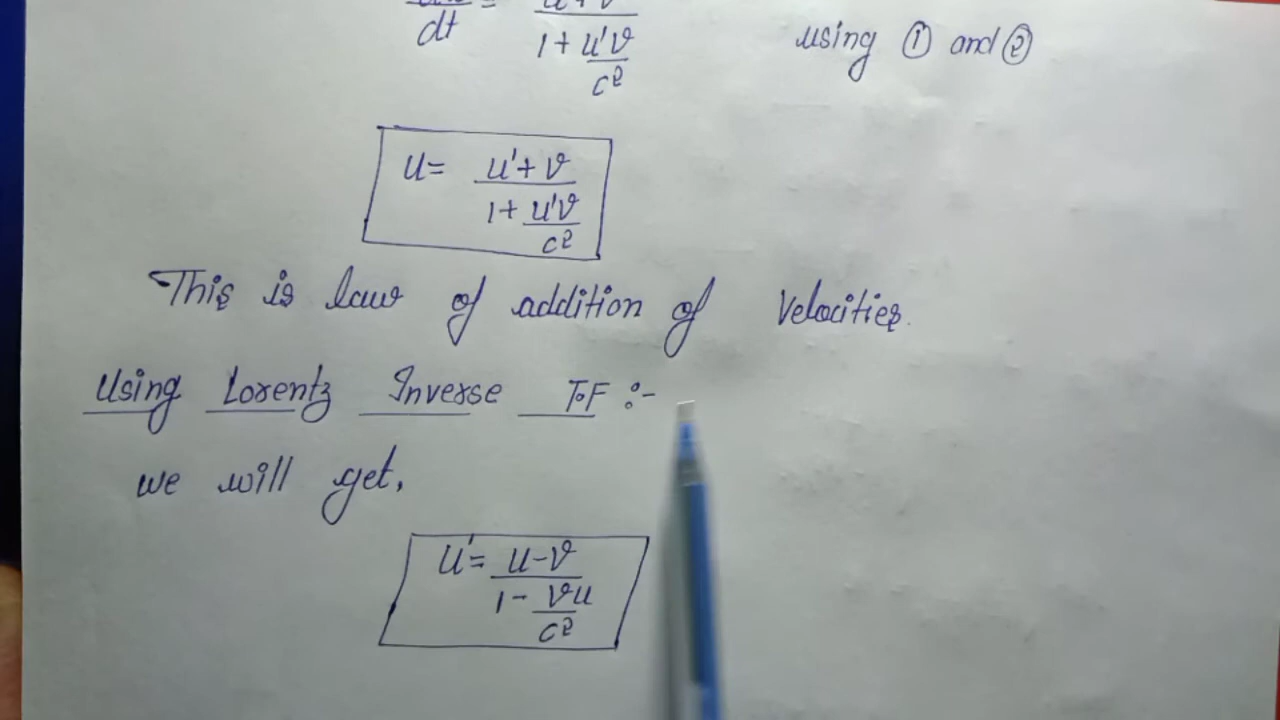 dt = 1 + u'v/c² using ① and ②
u = u' + v / 1 + u'v/c²
This is law of addition of Velocities.
Using Lorentz Inverse T.F :-
we will get,
u' = u - v / 1 - vu/c²